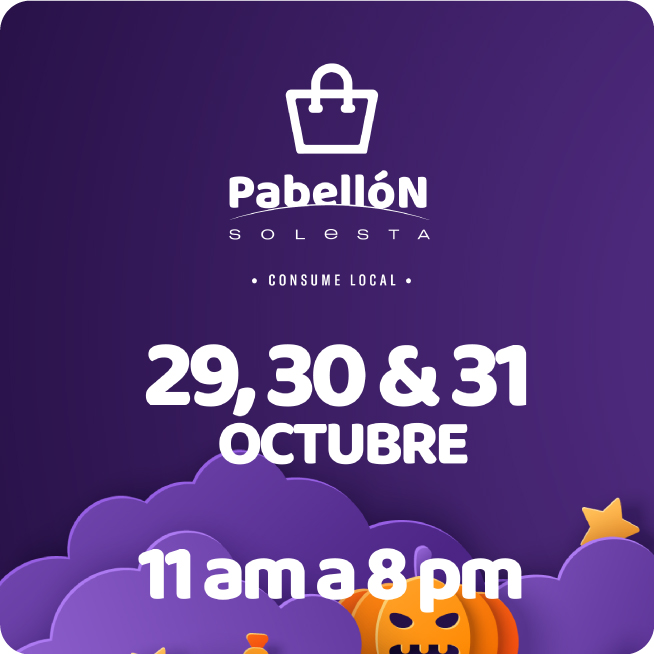 PabellóN
SOLeSTA
• CONSUME LOCAL •
29, 30 & 31
OCTUBRE
11 am a 8 pm